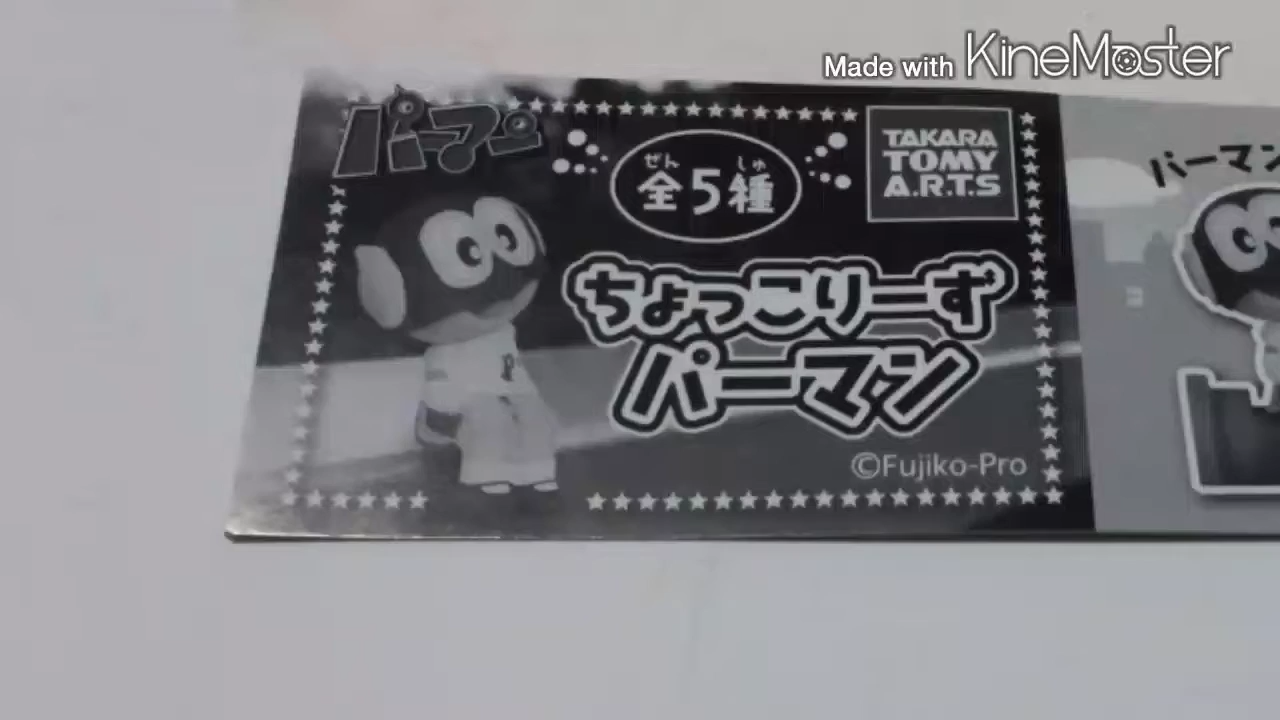 Made with KineMaster
パーマン
ぜん しゅ
全5種
TAKARA
TOMY
A.R.T.S
ちょっこりーず
パーマン
©Fujiko-Pro
パーマン
P